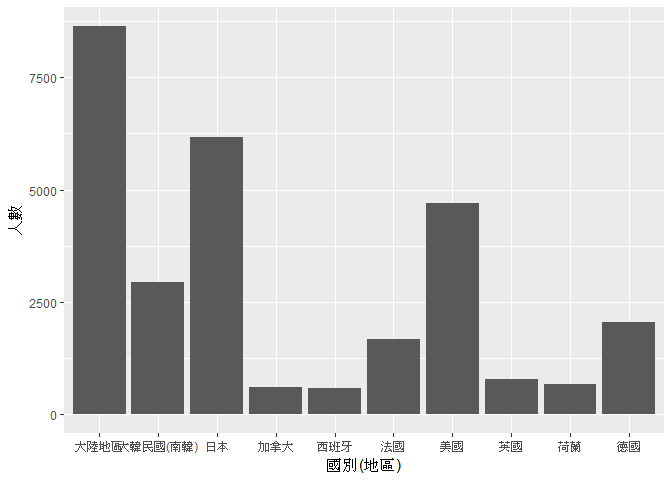 7500
5000
2500
0
人數
大陸地區 大韓民國(南韓) 日本 加拿大 西班牙 法國 美國 英國 荷蘭 德國
國別(地區)